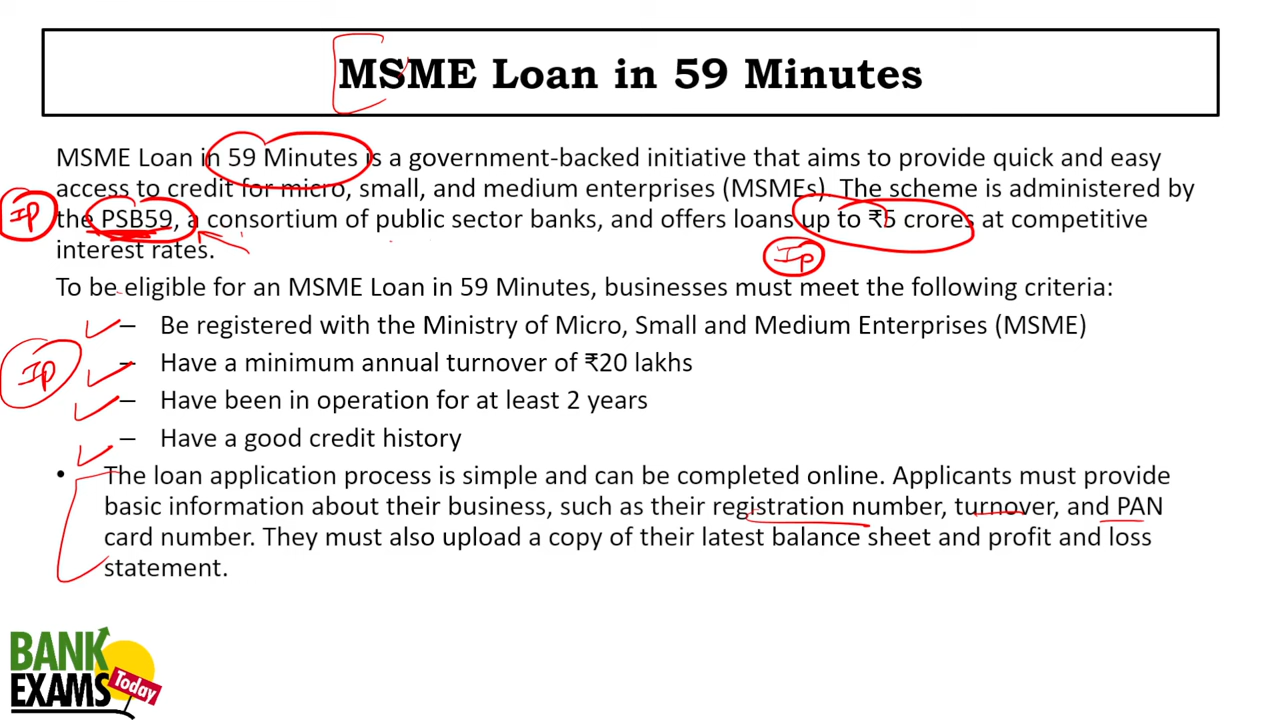 MSME Loan in 59 Minutes
MSME Loan in 59 Minutes is a government-backed initiative that aims to provide quick and easy
access to credit for micro, small, and medium enterprises (MSMEs). The scheme is administered by
Ip the PSB59, a consortium of public sector banks, and offers loans up to ₹5 crores at competitive
interest rates.
Ip
To be eligible for an MSME Loan in 59 Minutes, businesses must meet the following criteria:
– Be registered with the Ministry of Micro, Small and Medium Enterprises (MSME)
Ip – Have a minimum annual turnover of ₹20 lakhs
– Have been in operation for at least 2 years
– Have a good credit history
• The loan application process is simple and can be completed online. Applicants must provide
basic information about their business, such as their registration number, turnover, and PAN
card number. They must also upload a copy of their latest balance sheet and profit and loss
statement.
BANK
EXAMS
Today